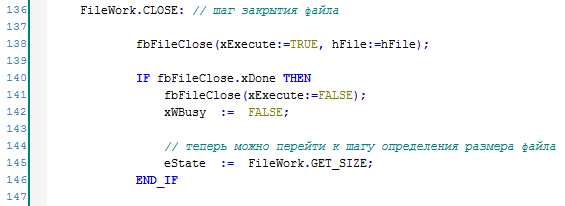 136 FileWork.CLOSE: // шаг закрытия файла
137
138 fbFileClose(xExecute:=TRUE, hFile:=hFile);
139
140 IF fbFileClose.xDone THEN
141 fbFileClose(xExecute:=FALSE);
142 xWBusy := FALSE;
143
144 // теперь можно перейти к шагу определения размера файла
145 eState := FileWork.GET_SIZE;
146 END_IF
147